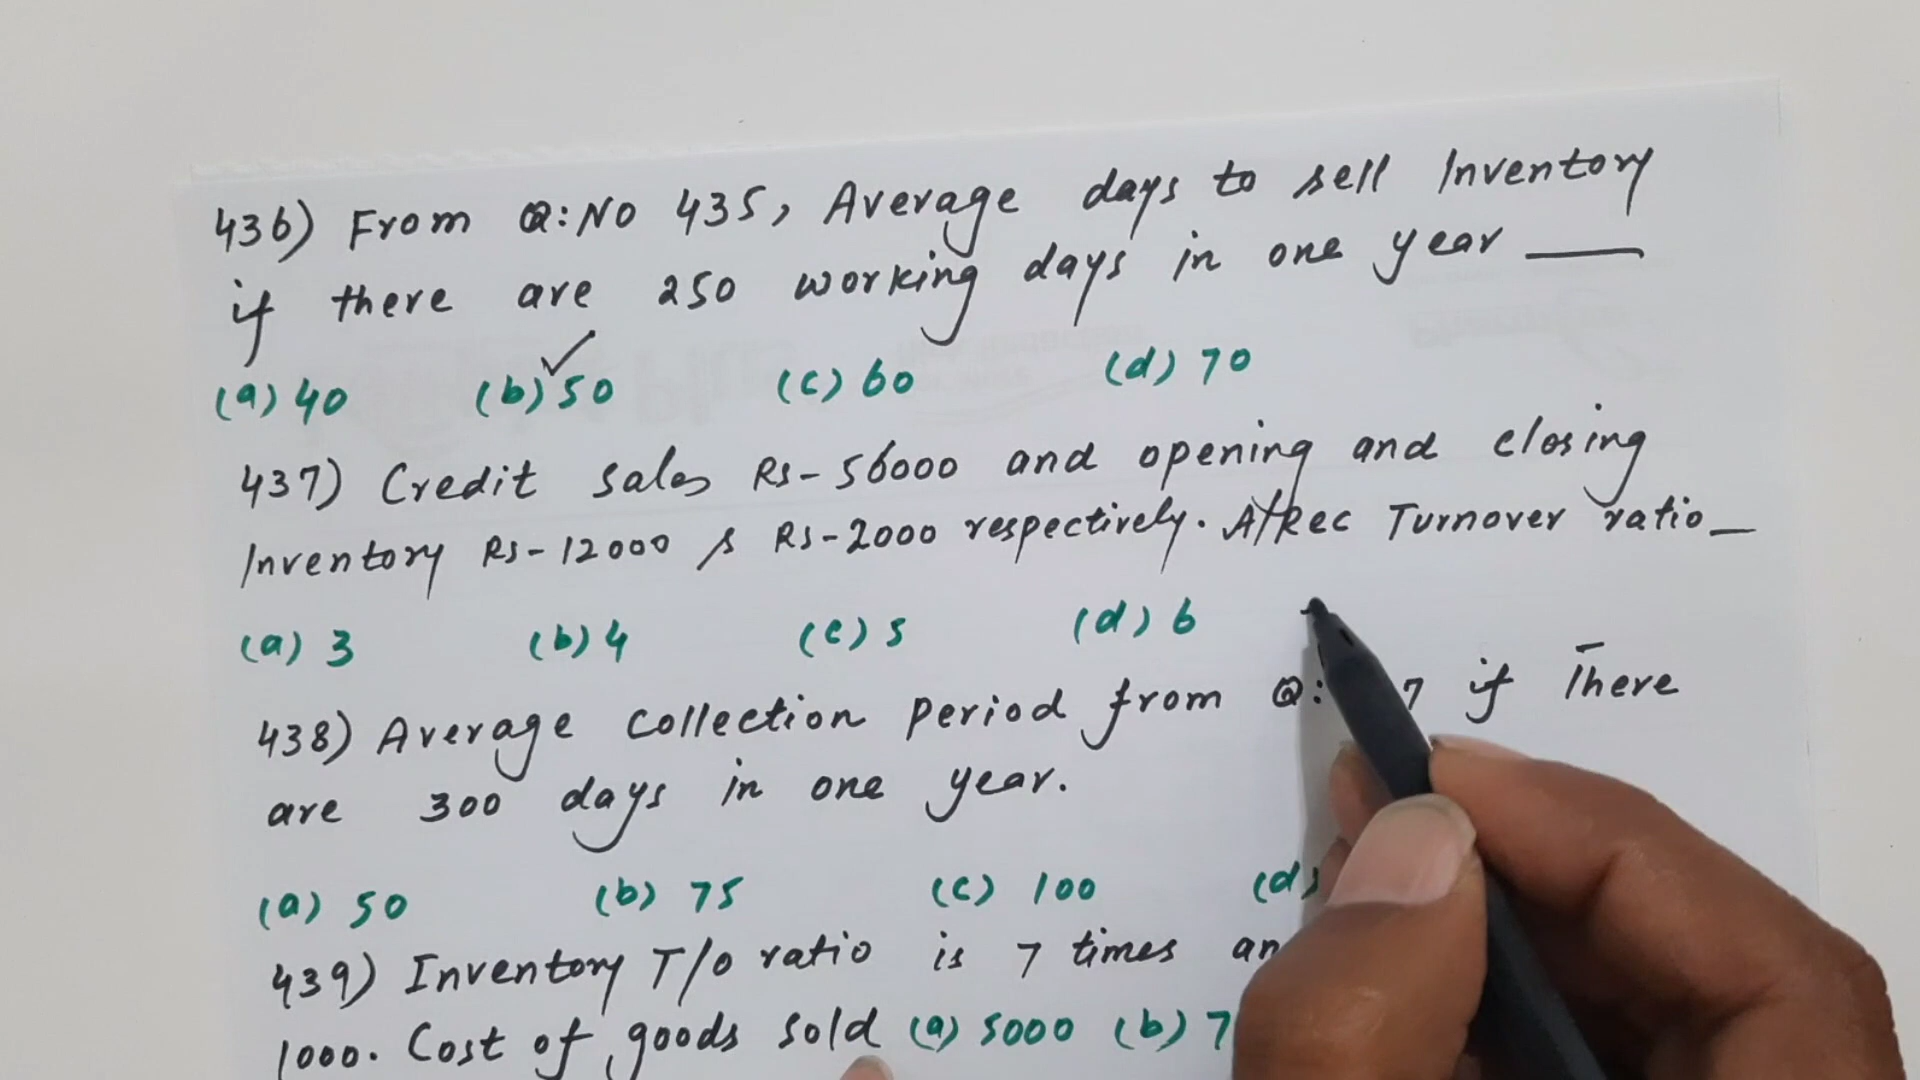 436) From Q:NO 435, Average days to sell Inventory
if there are 250 working days in one year ___
(a) 40 (b) 50 (c) 60 (d) 70
437) Credit sales Rs-56000 and opening and closing
Inventory Rs-12000 & Rs-2000 respectively. A/Rec Turnover ratio_
(a) 3 (b) 4 (c) 5 (d) 6
438) Average collection period from Q: 7 if There
are 300 days in one year.
(a) 50 (b) 75 (c) 100 (d)
439) Inventory T/O ratio is 7 times
1000. Cost of goods sold (a) 5000 (b) 7